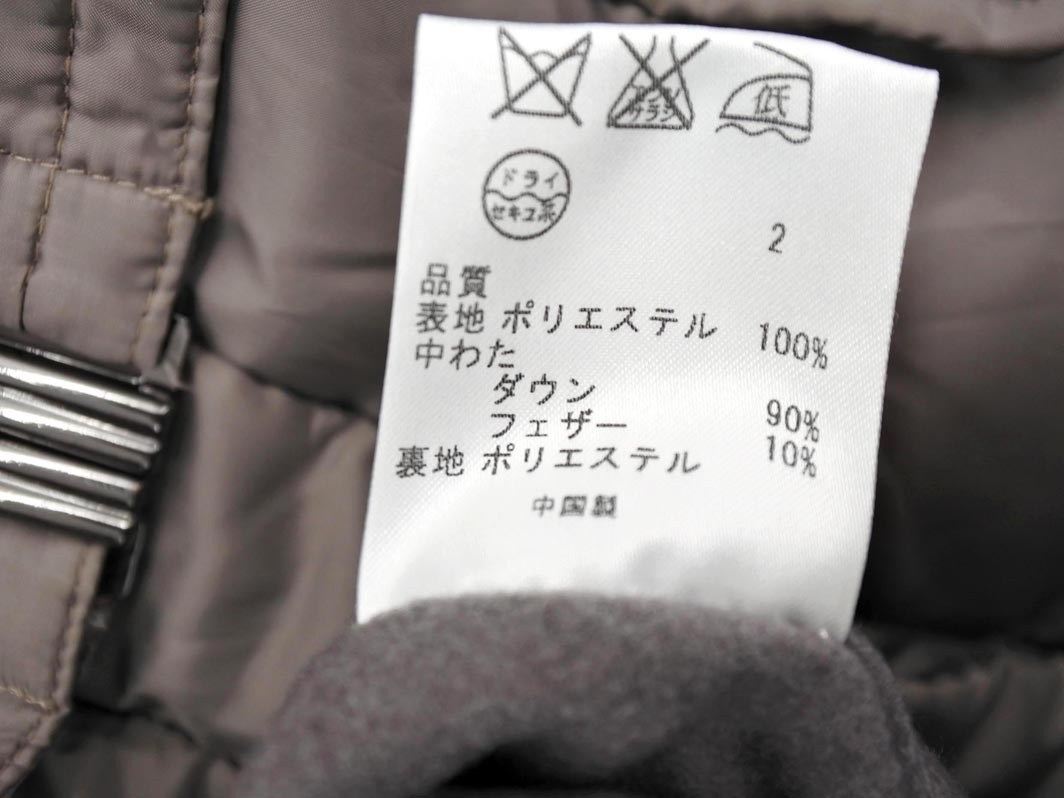 低
ドライ
セキユ系
2
品質
表地 ポリエステル 100%
中わた
ダウン 90%
フェザー 10%
裏地 ポリエステル
中国製